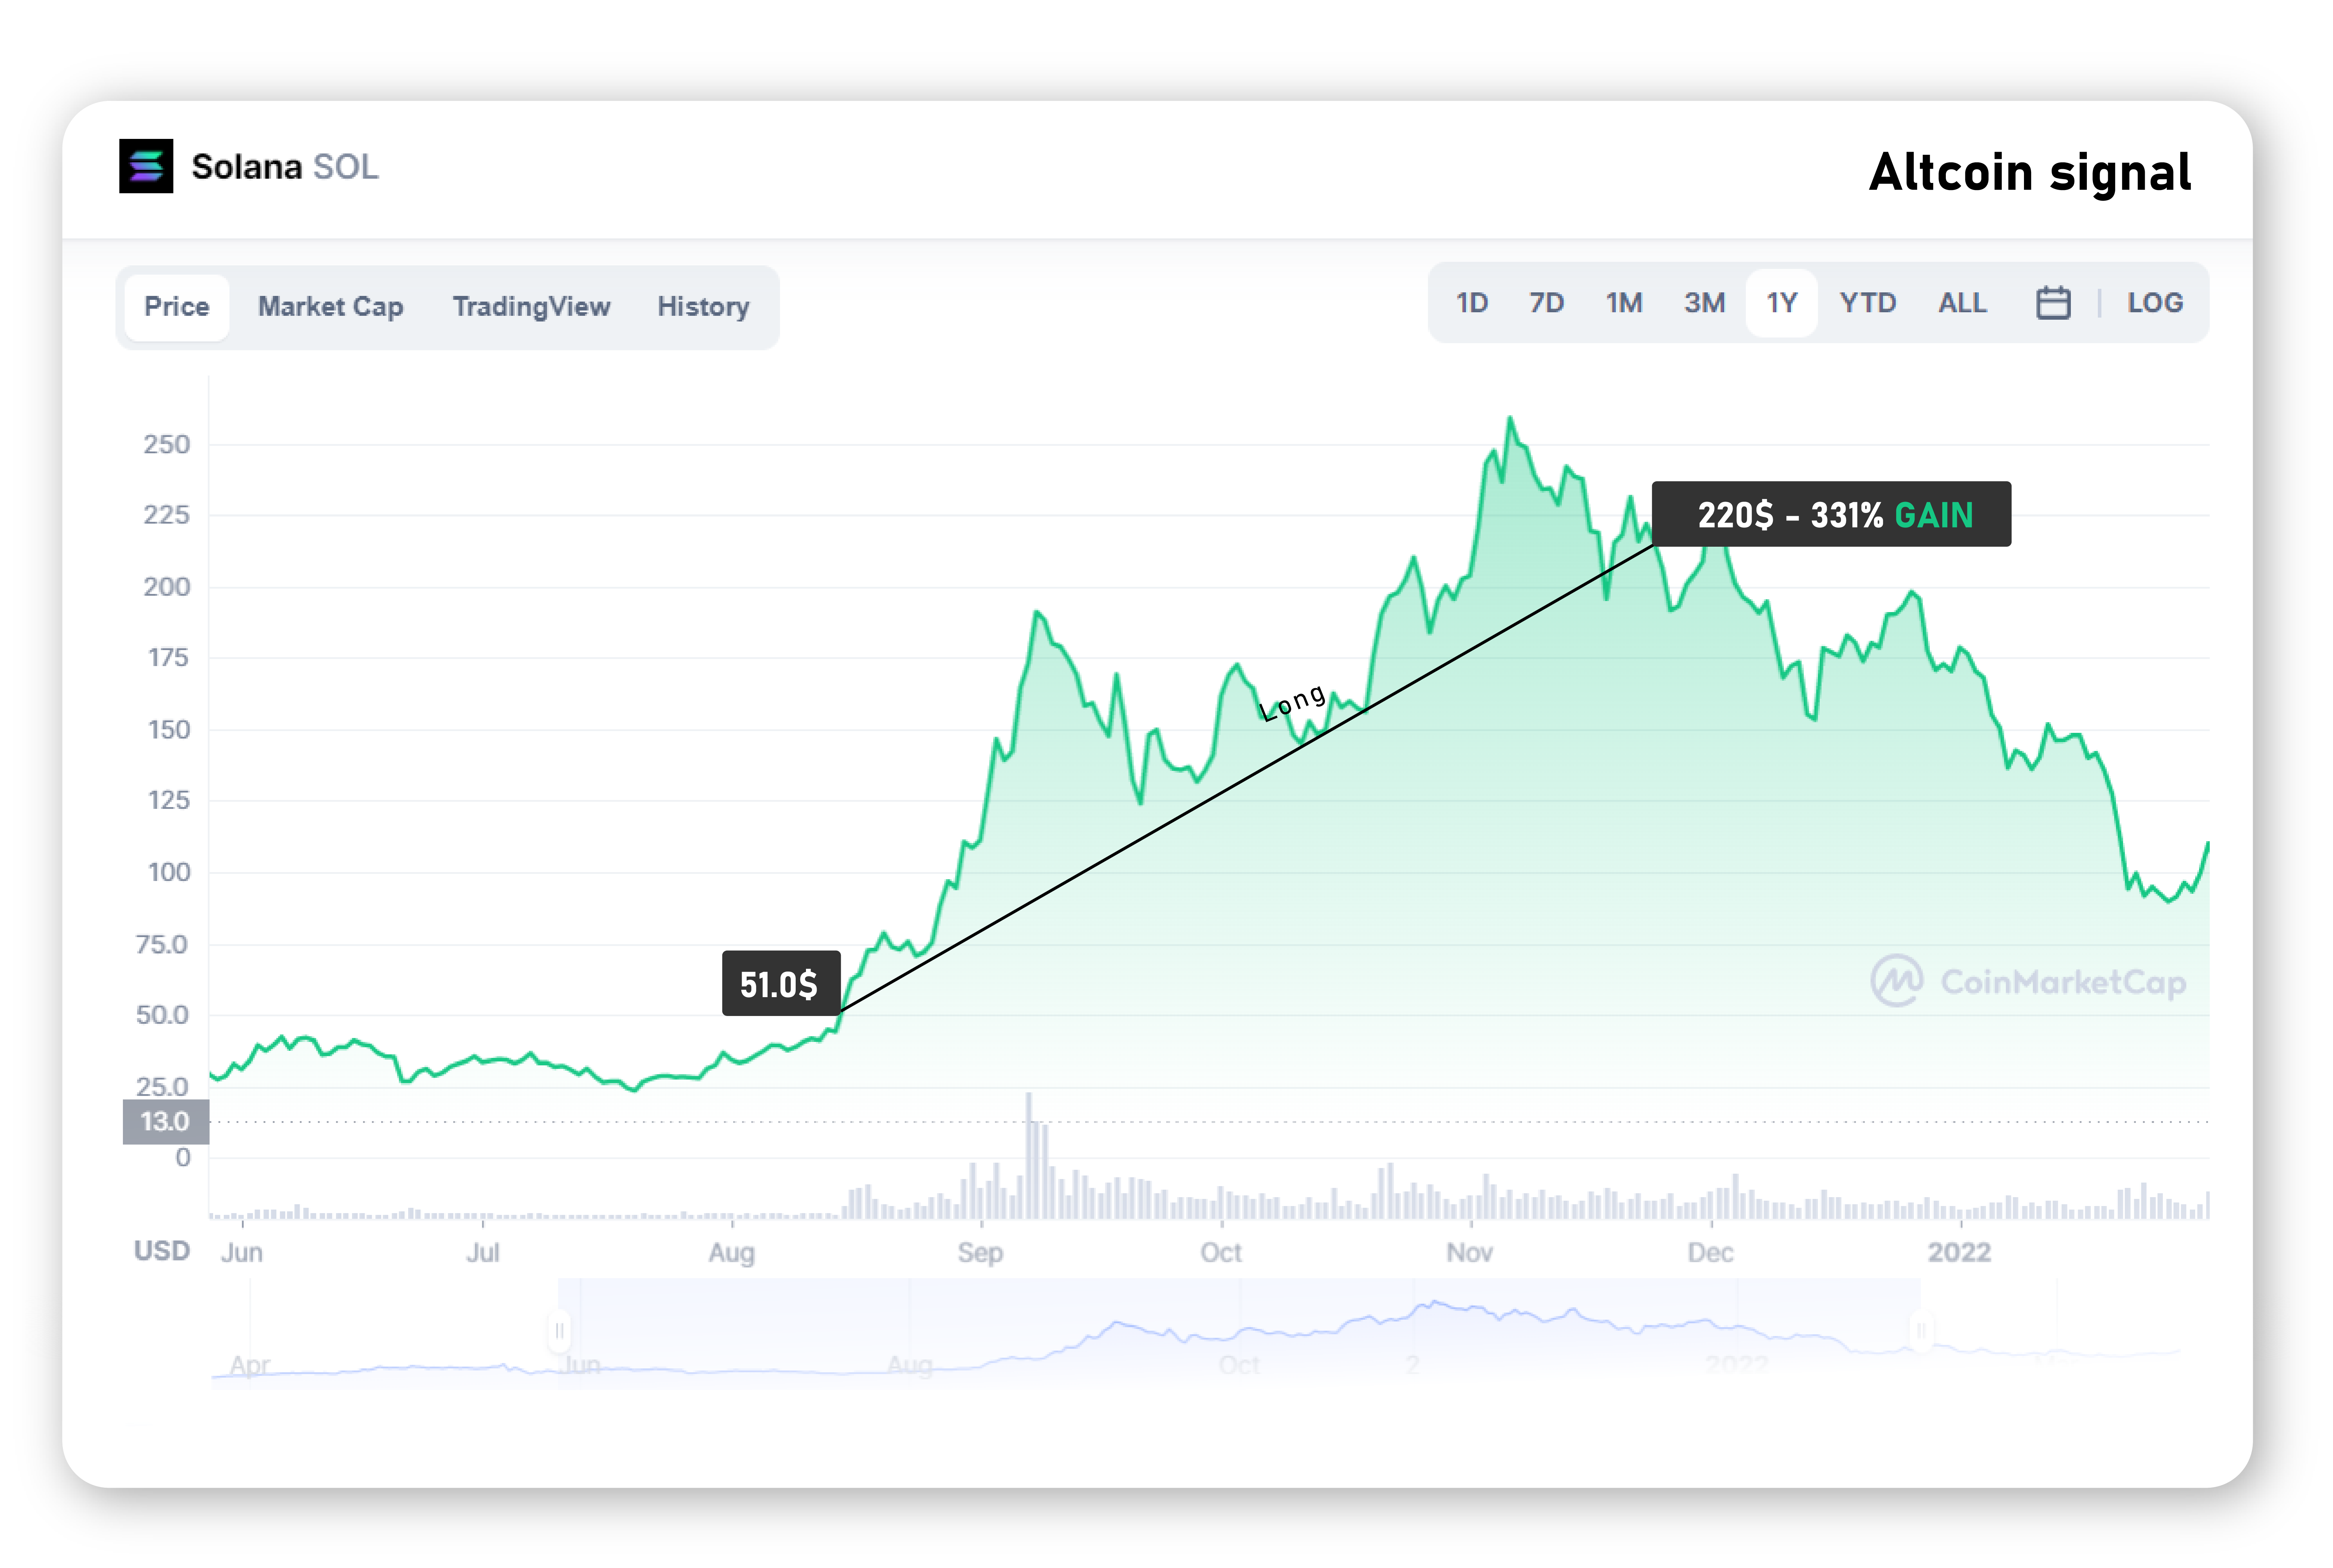 Solana SOL
Altcoin signal
Price Market Cap TradingView History
1D 7D 1M 3M 1Y YTD ALL LOG
250
225
220$ - 331% GAIN
200
175
Long
150
125
100
75.0
CoinMarketCap
51.0$
50.0
25.0
13.0
0
USD Jun Jul Aug Sep Oct Nov Dec 2022
Apr Jun Aug Oct 2 2022